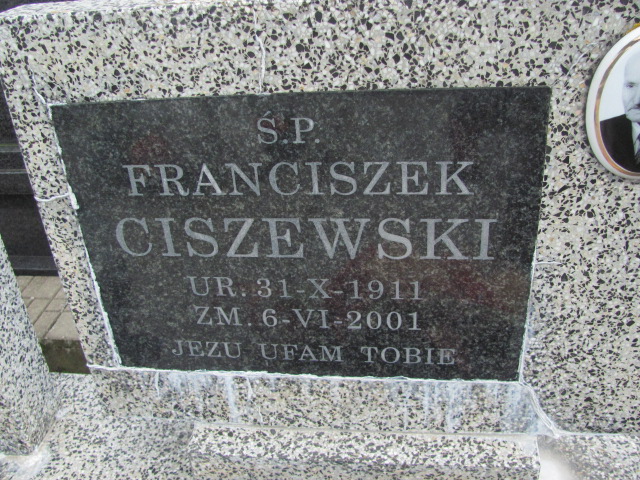 Ś.P.
FRANCISZEK
CISZEWSKI
UR. 31-X-1911
ZM. 6-VI-2001
JEZU UFAM TOBIE